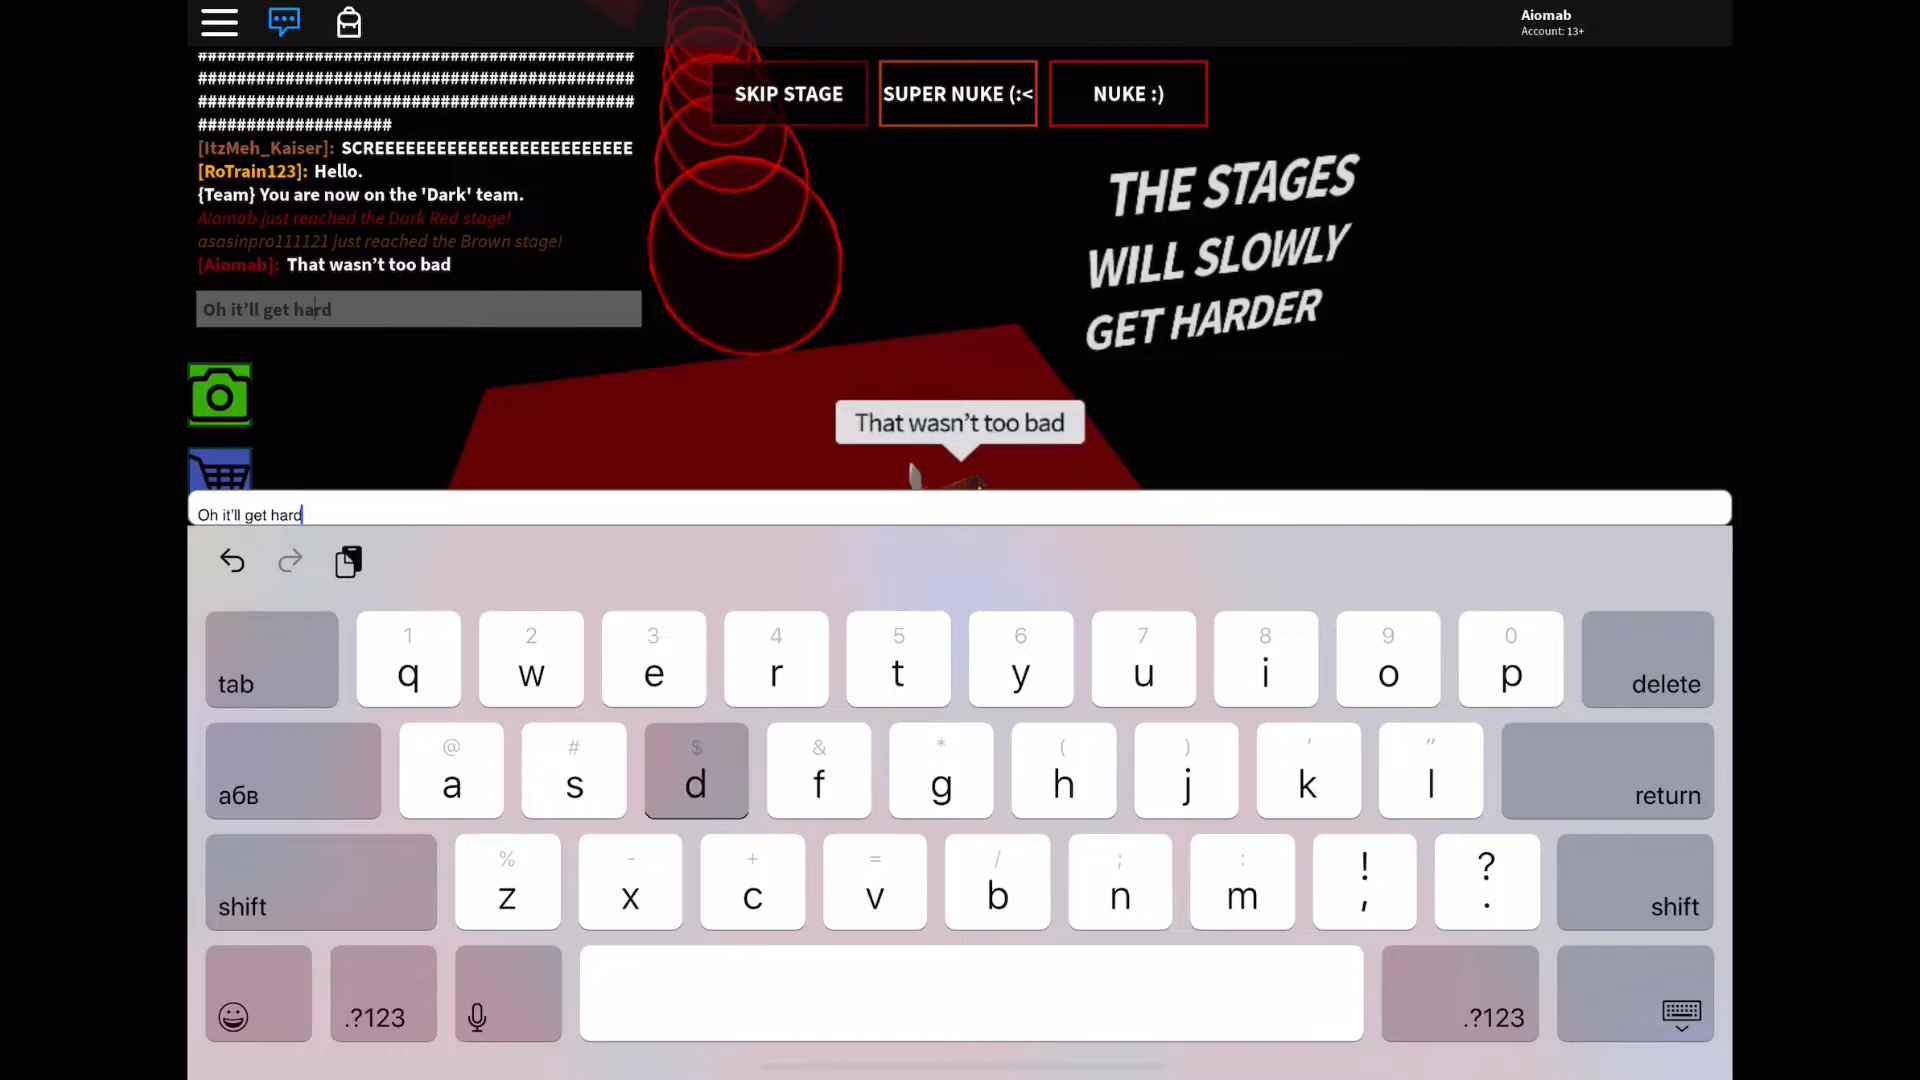 Aiomab
Account: 13+
#############################################
#############################################
#############################################
####################
[ItzMeh_Kaiser]: SCREEEEEEEEEEEEEEEEEEEEEEEEE
[RoTrain123]: Hello.
{Team} You are now on the 'Dark' team.
Aiomab just reached the Dark Red stage!
asasinpro111121 just reached the Brown stage!
[Aiomab]: That wasn’t too bad
Oh it’ll get hard
SKIP STAGE
SUPER NUKE (:<
NUKE :)
THE STAGES
WILL SLOWLY
GET HARDER
That wasn’t too bad
Oh it’ll get hard
1 2 3 4 5 6 7 8 9 0
tab q w e r t y u i o p delete
@ # $ & * ( ) ' "
абв a s d f g h j k l return
% - + = / ; : ! ?
shift z x c v b n m , . shift
.?123 .?123